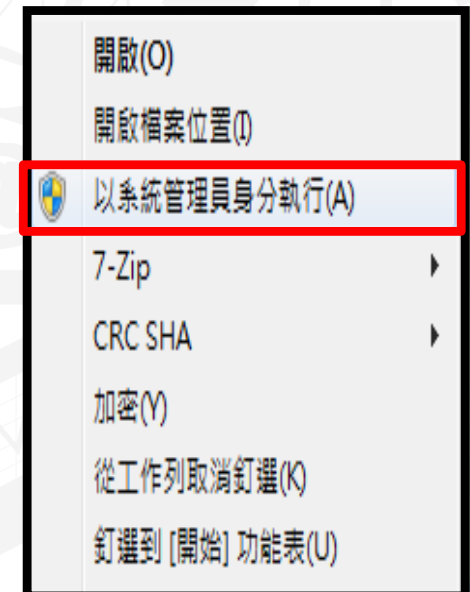 開啟(O)
開啟檔案位置(I)
以系統管理員身分執行(A)
7-Zip
CRC SHA
加密(Y)
從工作列取消釘選(K)
釘選到 [開始] 功能表(U)